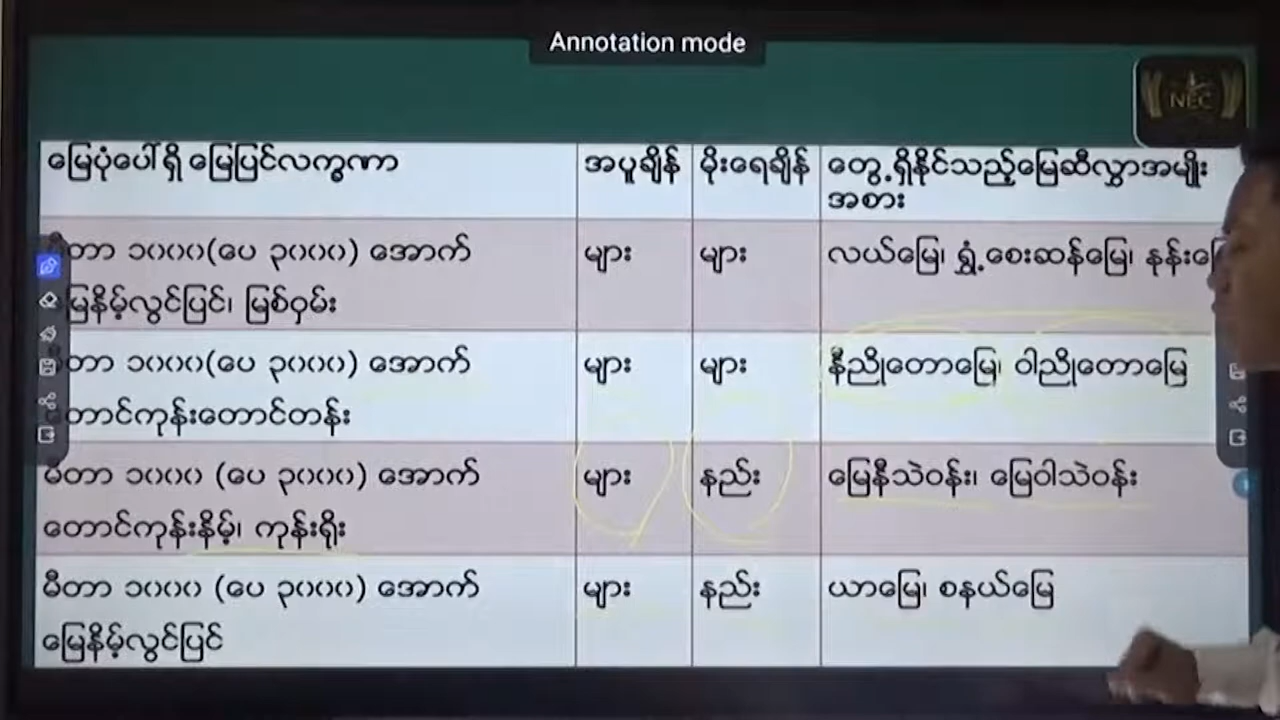 Annotation mode
NEC
မြေပုံပေါ်ရှိ မြေပြင်လက္ခဏာ
အပူချိန်
မိုးရေချိန်
တွေ့ရှိနိုင်သည့်မြေဆီလွှာအမျိုး
အစား
၁၀၀၀(ပေ ၃၀၀၀) အောက်
မြေနိမ့်လွင်ပြင်၊ မြစ်ဝှမ်း
များ
များ
လယ်မြေ၊ ရွှံ့စေးဆန်မြေ၊
၁၀၀၀(ပေ ၃၀၀၀) အောက်
တောင်ကုန်းတောင်တန်း
များ
များ
နီညိုတောမြေ၊ ဝါညိုတောမြေ
မီတာ ၁၀၀၀ (ပေ ၃၀၀၀) အောက်
တောင်ကုန်းနိမ့်၊ ကုန်းရိုး
များ
နည်း
မြေနီသဲဝန်း၊ မြေဝါသဲဝန်း
မီတာ ၁၀၀၀ (ပေ ၃၀၀၀) အောက်
မြေနိမ့်လွင်ပြင်
များ
နည်း
ယာမြေ၊ စနယ်မြေ